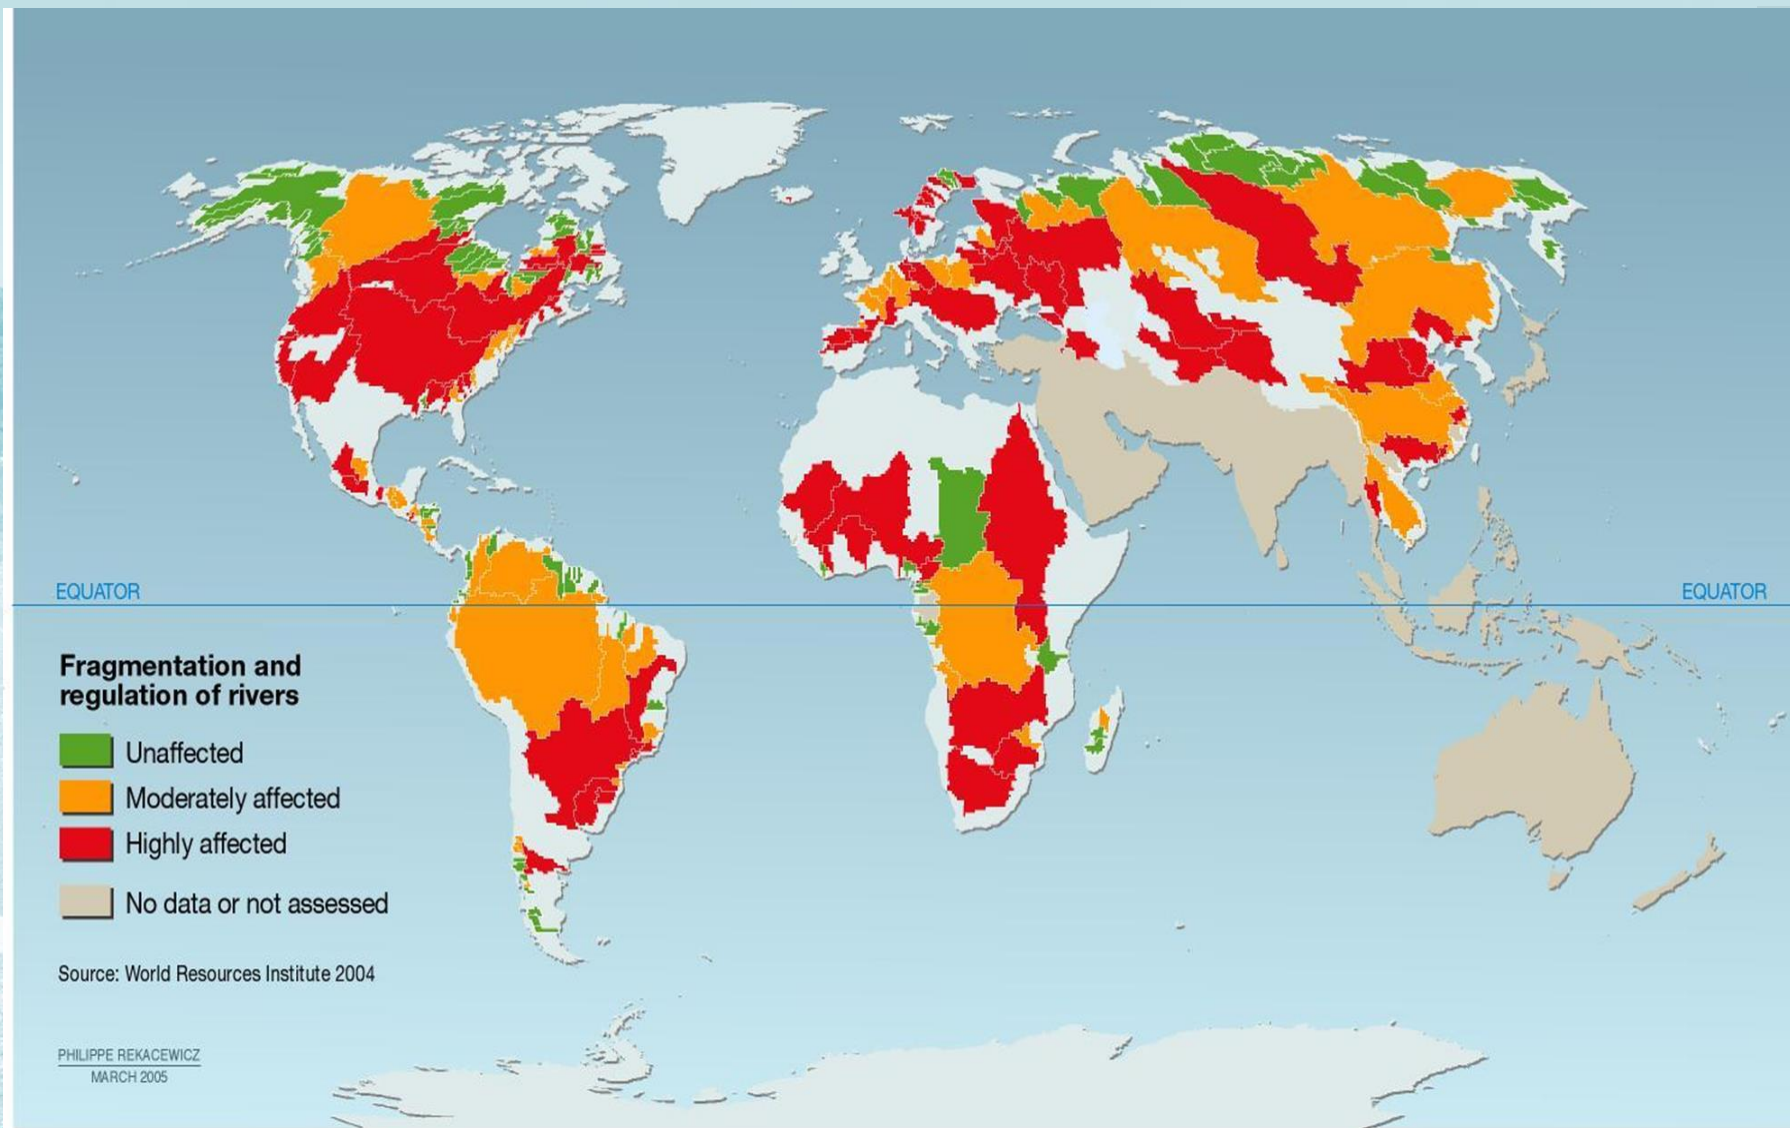 EQUATOR
EQUATOR
Fragmentation and
regulation of rivers
Unaffected
Moderately affected
Highly affected
No data or not assessed
Source: World Resources Institute 2004
PHILIPPE REKACEWICZ
MARCH 2005